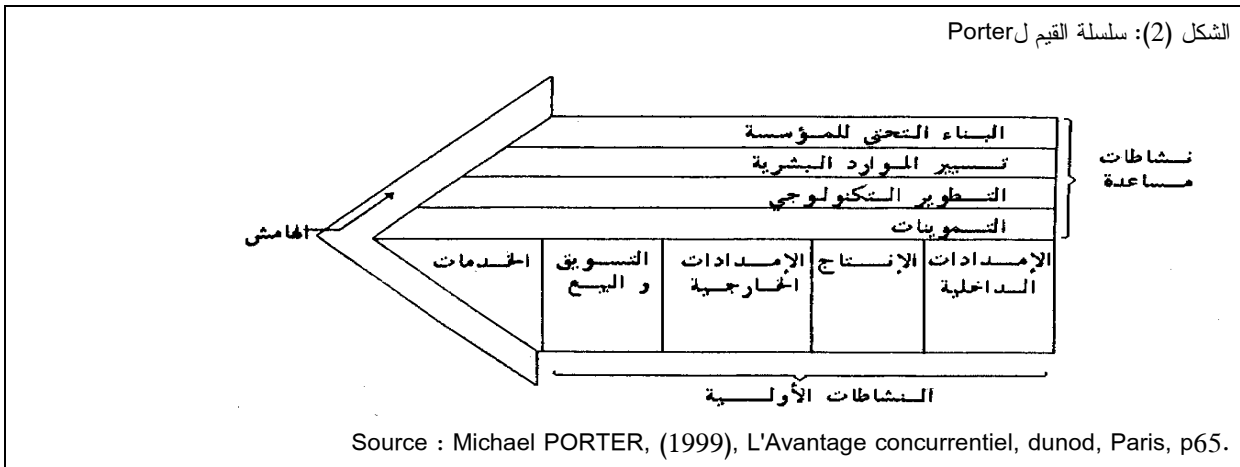 الشكل (2): سلسلة القيم لPorter
البناء التحتي للمؤسسة
تسيير الموارد البشرية
التطوير التكنولوجي
التموينات
نشاطات
مساعدة
الهامش
الإمدادات
الداخلية
الإنتاج
الإمدادات
الخارجية
التسويق
و البيع
الخدمات
النشاطات الأولية
Source : Michael PORTER, (1999), L'Avantage concurrentiel, dunod, Paris, p65.